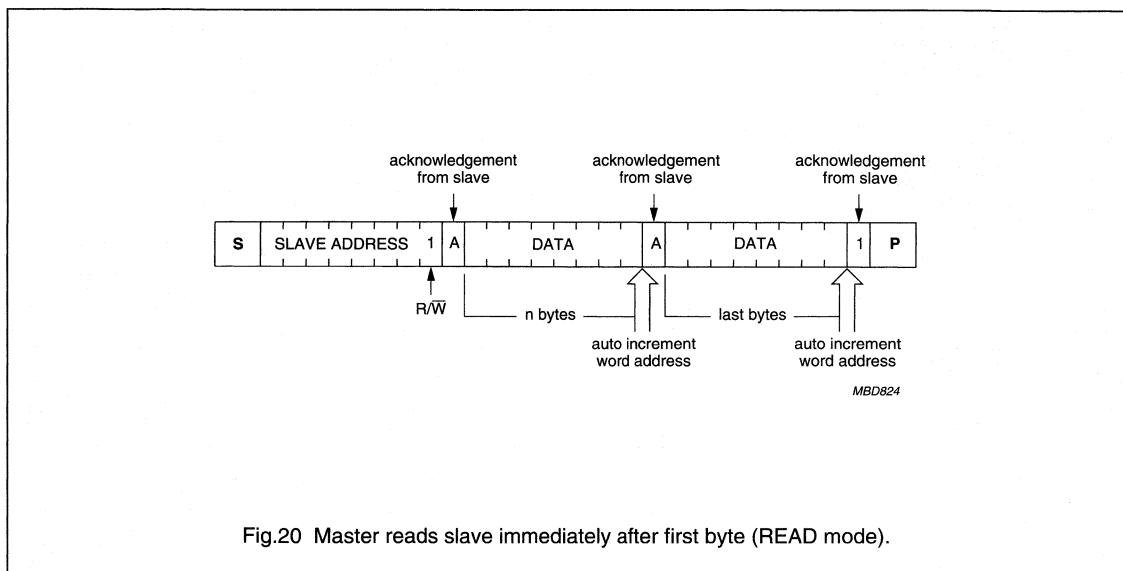 acknowledgement
from slave
acknowledgement
from slave
acknowledgement
from slave
S SLAVE ADDRESS 1 A DATA A DATA 1 P
R/W̅
n bytes
last bytes
auto increment
word address
auto increment
word address
MBD824
Fig.20 Master reads slave immediately after first byte (READ mode).